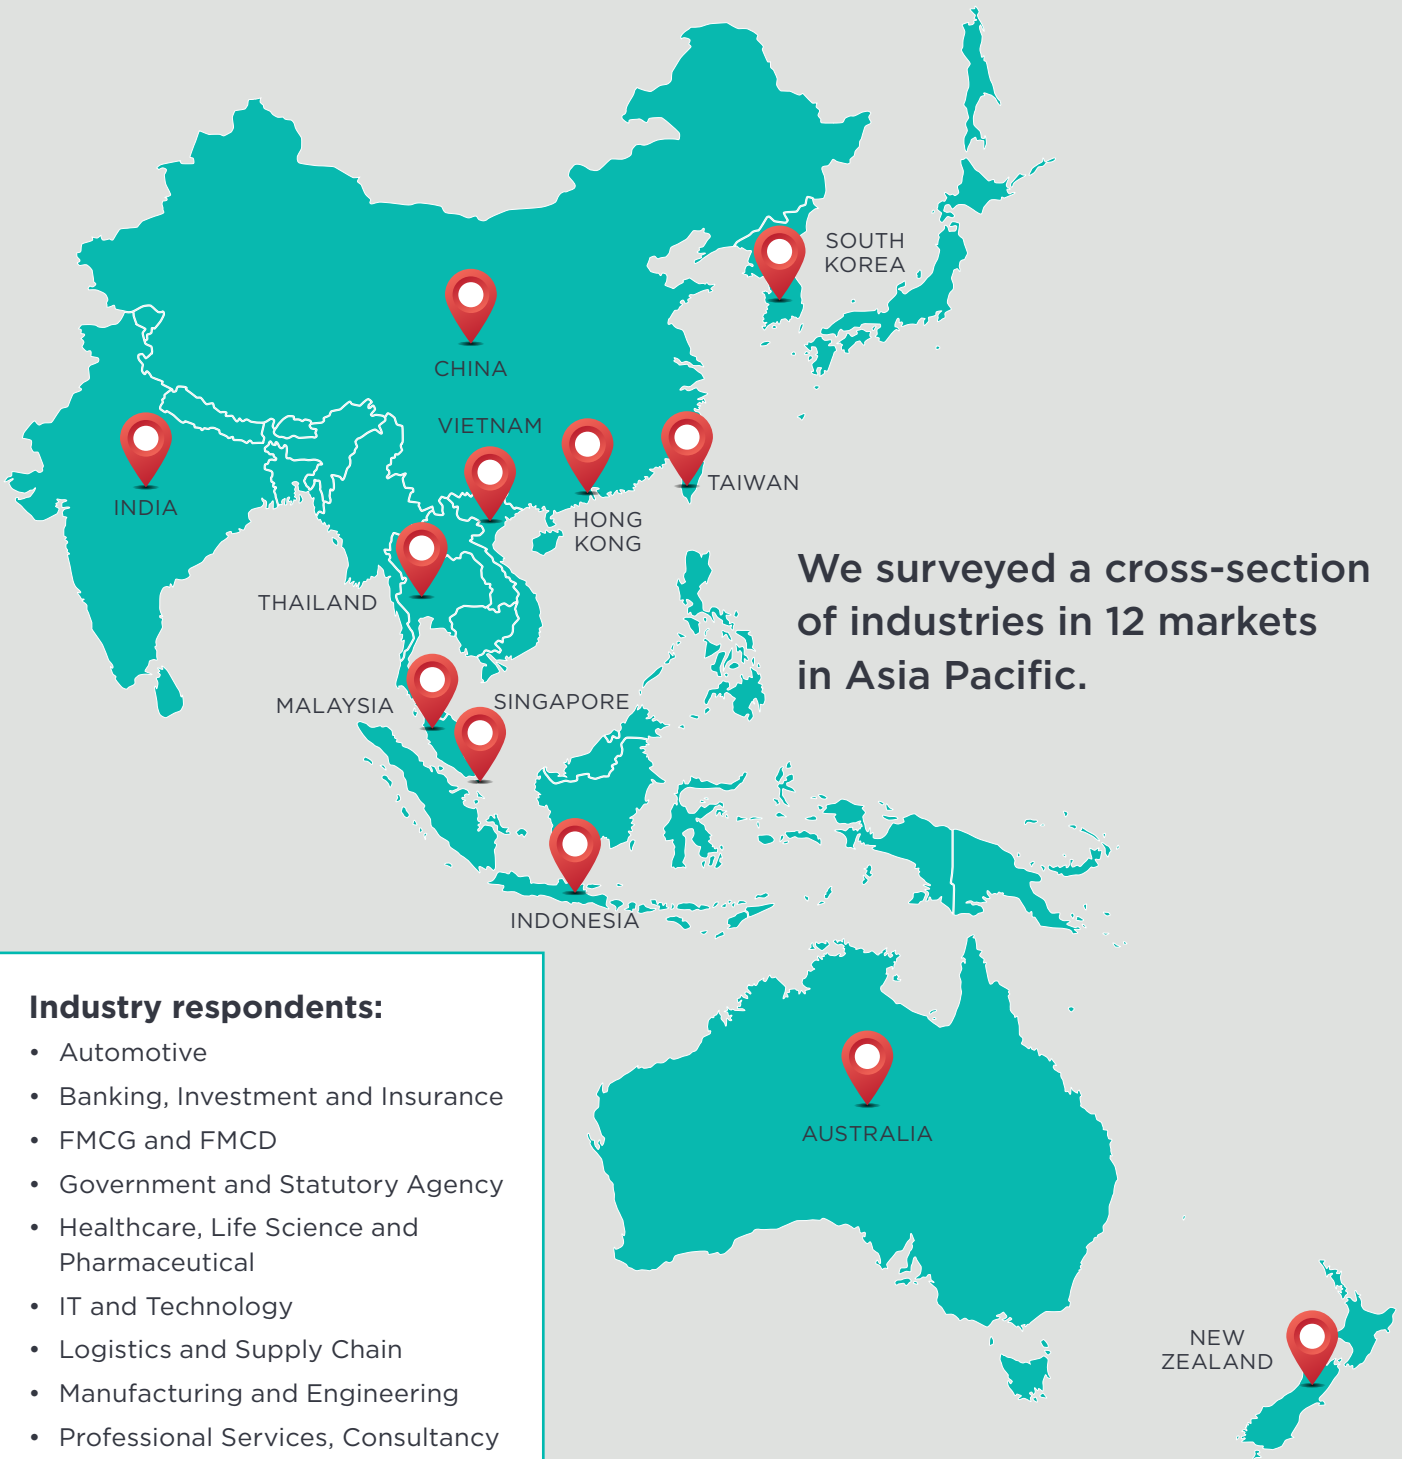 SOUTH
KOREA
CHINA
VIETNAM
INDIA
TAIWAN
HONG
KONG
THAILAND
We surveyed a cross-section
of industries in 12 markets
in Asia Pacific.
MALAYSIA
SINGAPORE
INDONESIA
AUSTRALIA
NEW
ZEALAND
Industry respondents:
• Automotive
• Banking, Investment and Insurance
• FMCG and FMCD
• Government and Statutory Agency
• Healthcare, Life Science and
Pharmaceutical
• IT and Technology
• Logistics and Supply Chain
• Manufacturing and Engineering
• Professional Services, Consultancy